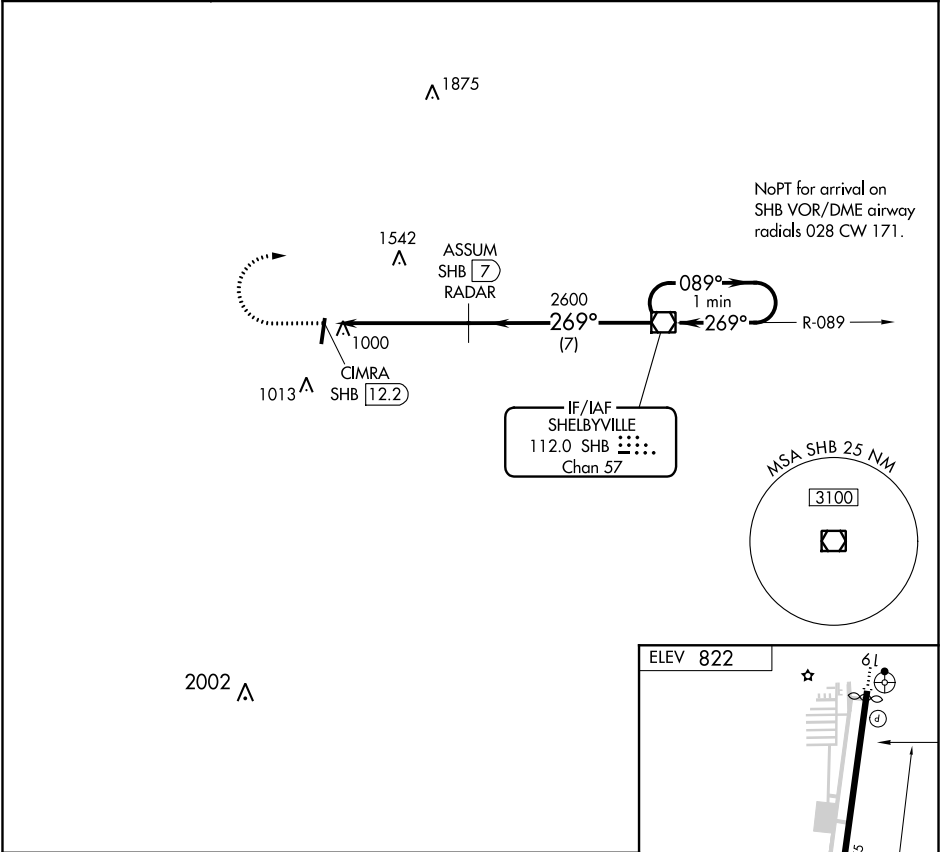 1875
NoPT for arrival on
SHB VOR/DME airway
radials 028 CW 171.
1542
ASSUM
SHB 7
RADAR
2600
269°
(7)
089°
1 min
269°
R-089
1000
CIMRA
SHB 12.2
1013
IF/IAF
SHELBYVILLE
112.0 SHB
Chan 57
MSA SHB 25 NM
3100
ELEV 822
19
P
2002